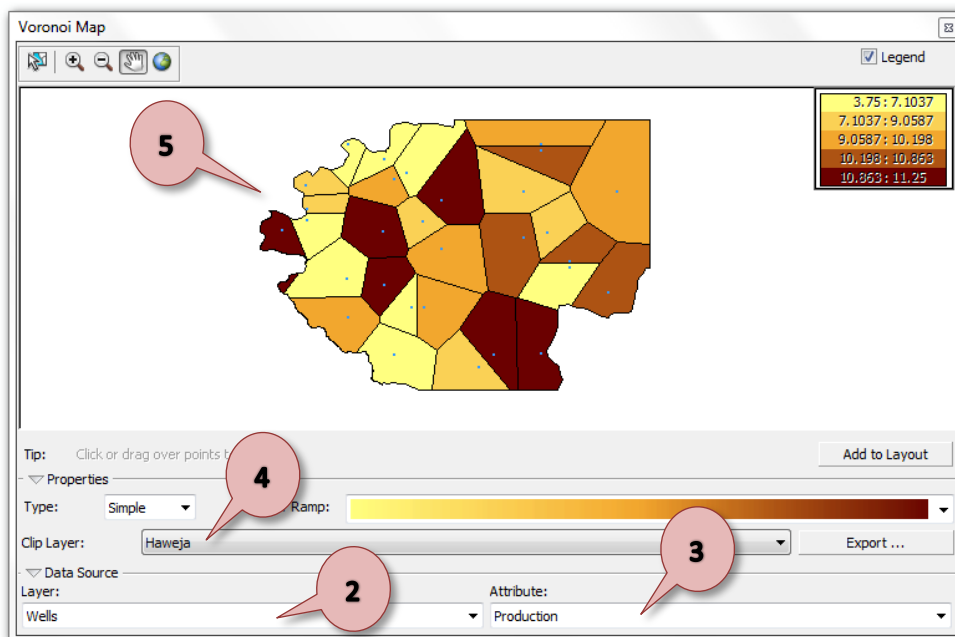 Voronoi Map
Legend
3.75 : 7.1037
7.1037 : 9.0587
9.0587 : 10.198
10.198 : 10.863
10.863 : 11.25
5
Tip: Click or drag over points
Add to Layout
Properties
4
Type: Simple Ramp:
Clip Layer: Haweja
Export ...
3
Data Source
Layer: Attribute:
2
Wells Production